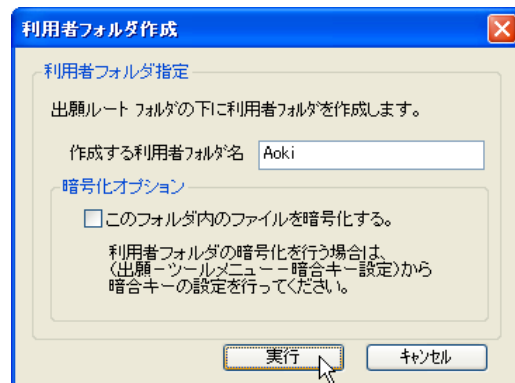 利用者フォルダ作成
利用者フォルダ指定
出願ルート フォルダの下に利用者フォルダを作成します。
作成する利用者フォルダ名 Aoki
暗号化オプション
このフォルダ内のファイルを暗号化する。
利用者フォルダの暗号化を行う場合は、
(出願－ツールメニュー－暗合キー設定)から
暗合キーの設定を行ってください。
実行 キャンセル